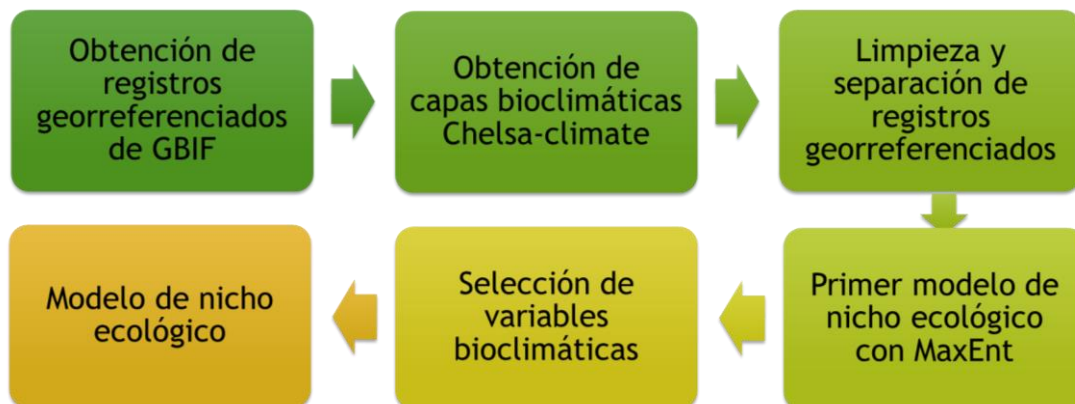 Obtención de
registros
georreferenciados
de GBIF
Obtención de
capas bioclimáticas
Chelsa-climate
Limpieza y
separación de
registros
georreferenciados
Primer modelo de
nicho ecológico
con MaxEnt
Selección de
variables
bioclimáticas
Modelo de nicho
ecológico